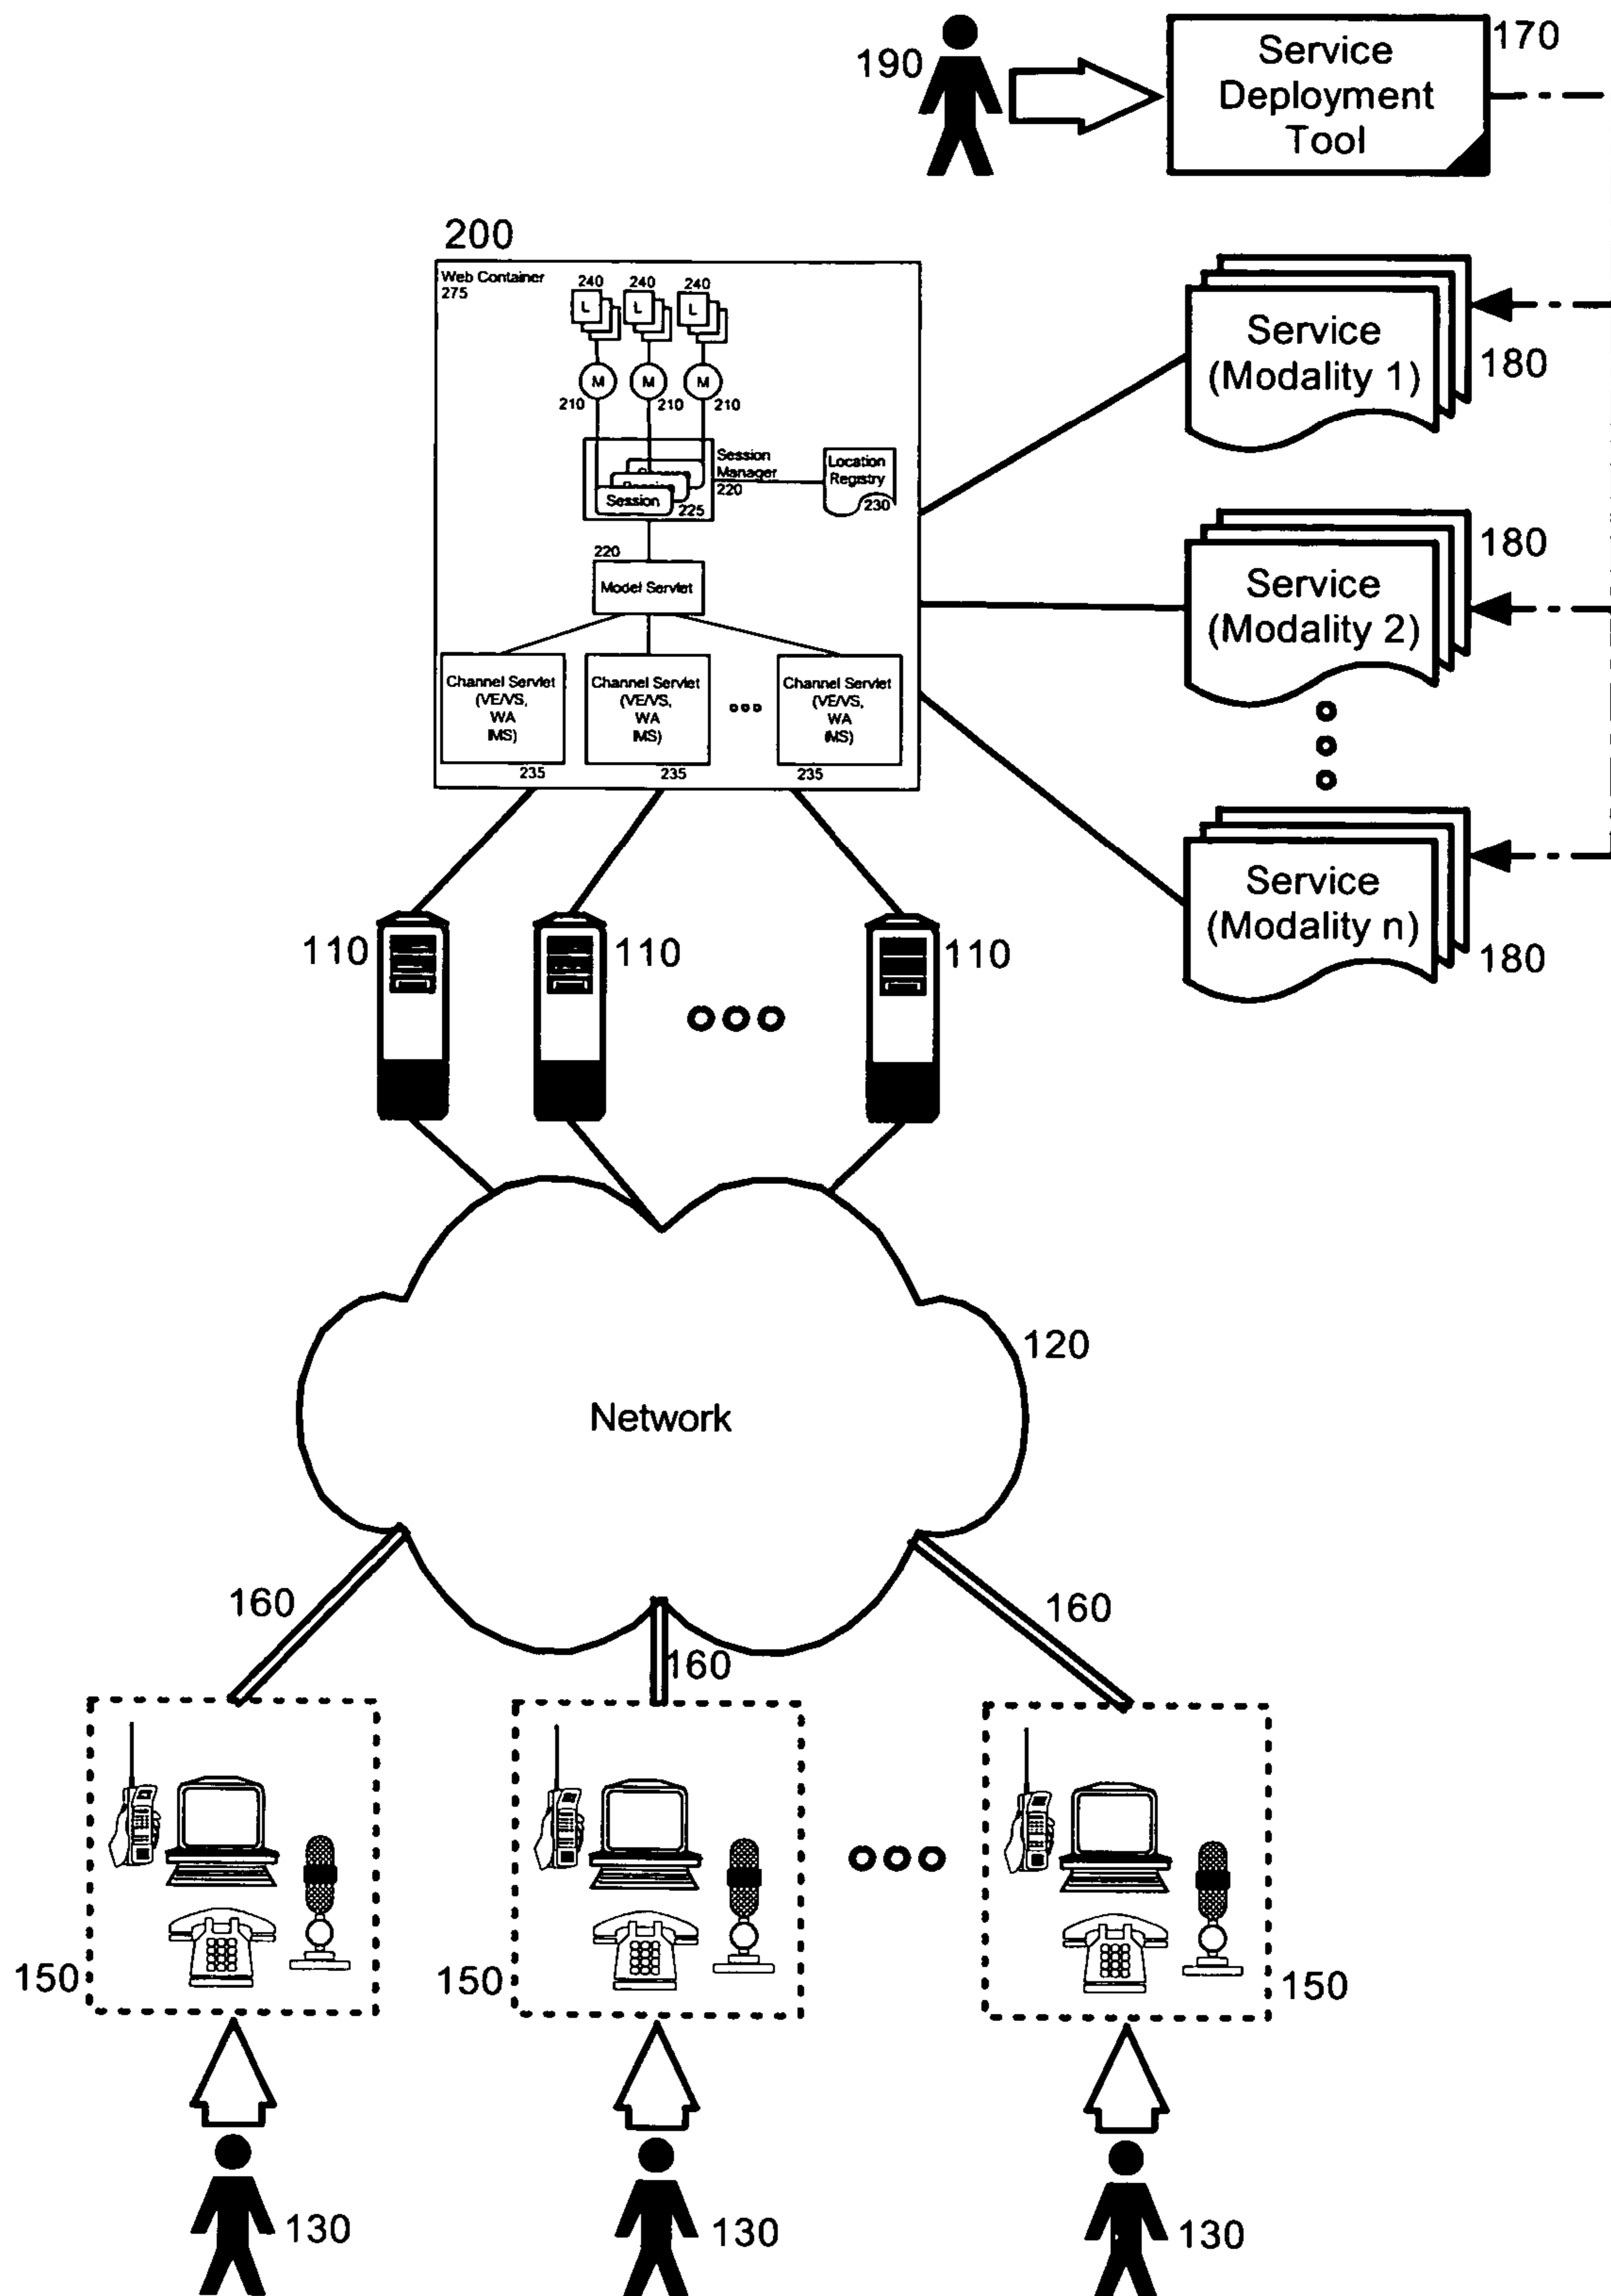 190
170
Service
Deployment
Tool
200
Web Container
275
240 240 240
L L L
M M M
210 210 210
Session
Manager
220
Location
Registry
230
Session
225
220
Model Servlet
Channel Servlet
(VE/VS,
WA
IMS)
235
Channel Servlet
(VE/VS,
WA
IMS)
235
Channel Servlet
(VE/VS,
WA
IMS)
235
Service
(Modality 1)
180
Service
(Modality 2)
180
Service
(Modality n)
180
110 110 110
120
Network
160 160 160
150 150 150
130 130 130